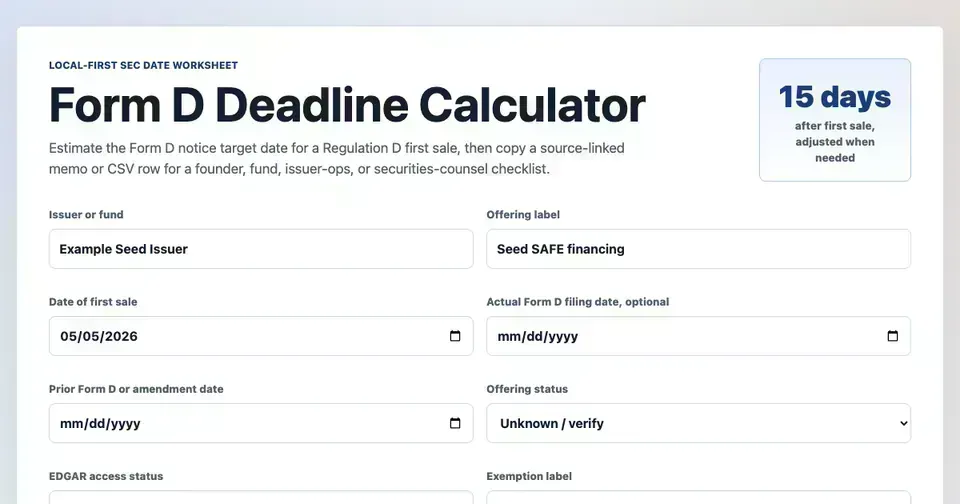 LOCAL-FIRST SEC DATE WORKSHEET
Form D Deadline Calculator
Estimate the Form D notice target date for a Regulation D first sale, then copy a source-linked
memo or CSV row for a founder, fund, issuer-ops, or securities-counsel checklist.
15 days
after first sale,
adjusted when
needed
Issuer or fund
Example Seed Issuer
Offering label
Seed SAFE financing
Date of first sale
05/05/2026
Actual Form D filing date, optional
mm/dd/yyyy
Prior Form D or amendment date
mm/dd/yyyy
Offering status
Unknown / verify
EDGAR access status
Exemption label